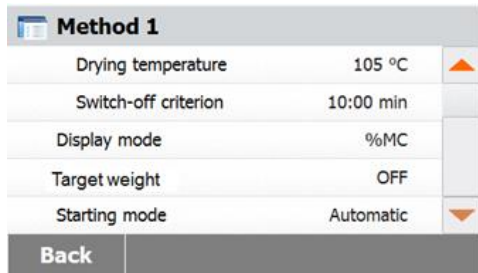 Method 1
Drying temperature 105 ºC
Switch-off criterion 10:00 min
Display mode %MC
Target weight OFF
Starting mode Automatic
Back